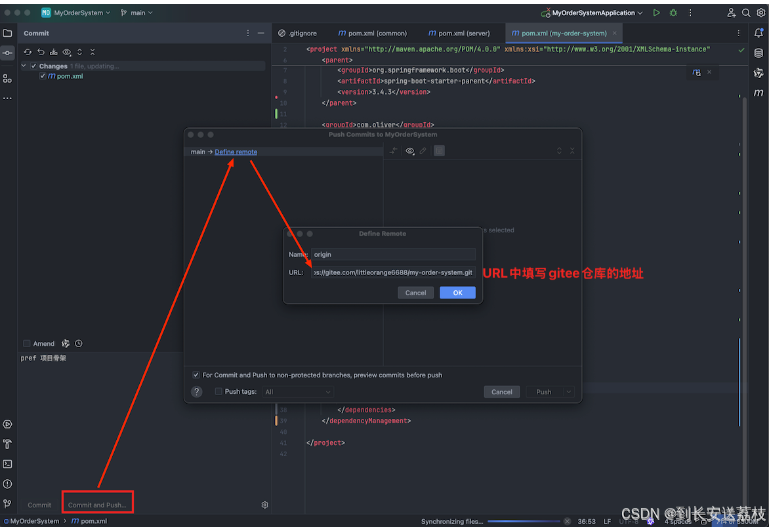 MO MyOrderSystem main MyOrderSystemApplication
Commit
.gitignore pom.xml (common) pom.xml (server) pom.xml (my-order-system)
Changes 1 file, updating...
pom.xml
2 <project xmlns="http://maven.apache.org/POM/4.0.0" xmlns:xsi="http://www.w3.org/2001/XMLSchema-instance"
<parent>
7 <groupId>org.springframework.boot</groupId>
8 <artifactId>spring-boot-starter-parent</artifactId>
9 <version>3.4.3</version>
10 </parent>
11
12 <groupId>com.oliver</groupId>
Push Commits to MyOrderSystem
main → Define remote
s selected
Define Remote
Name: origin
URL: ps://gitee.com/littleorange6688/my-order-system.git
URL 中填写 gitee 仓库的地址
Cancel OK
Amend
pref 项目骨架
For Commit and Push to non-protected branches, preview commits before push
? Push tags: All Cancel Push
38 </dependencies>
39 </dependencyManagement>
40
41 </project>
42
Commit Commit and Push...
MyOrderSystem > pom.xml Synchronizing files... 36:53 LF UTF-8 4 spaces
CSDN @到长安送荔枝